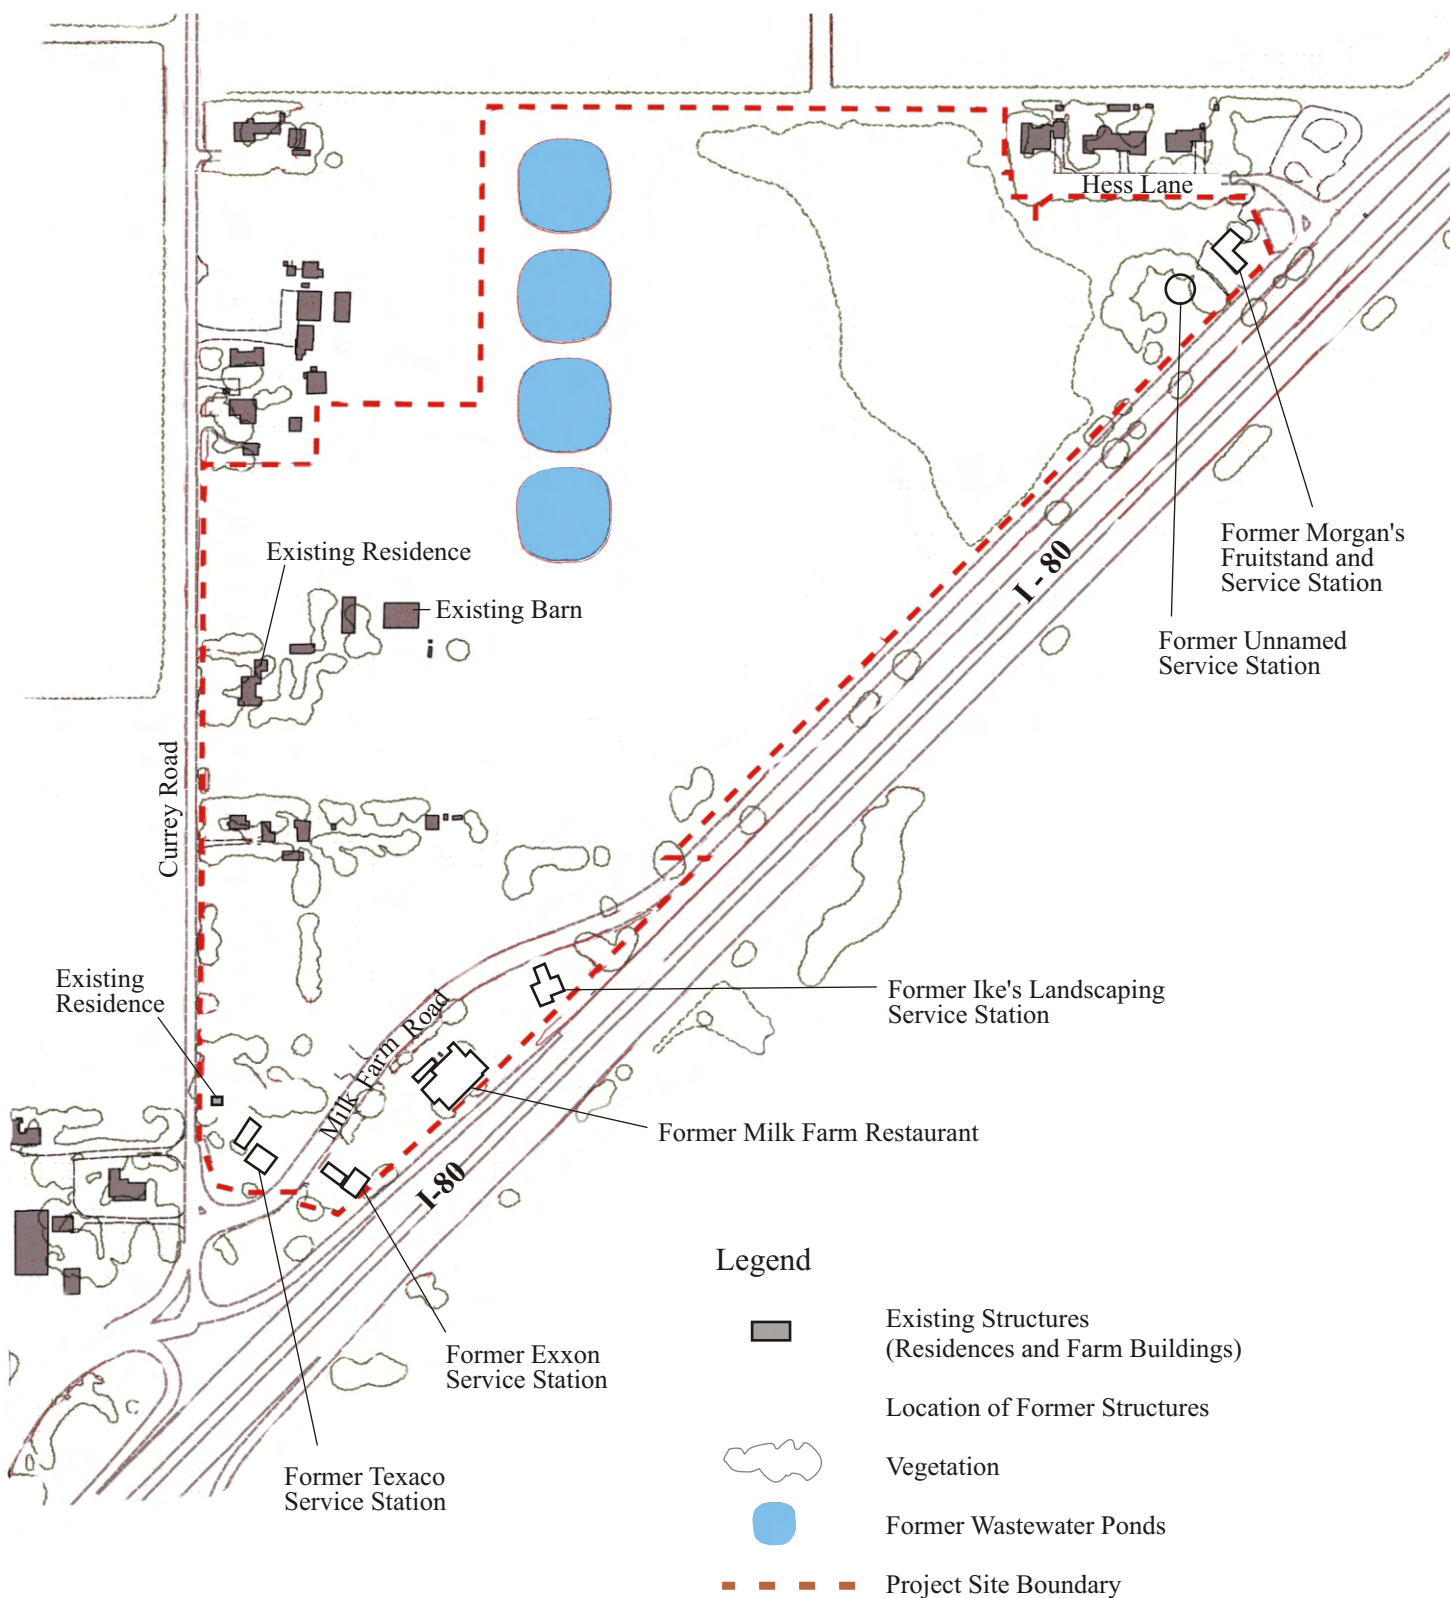 Hess Lane
Former Morgan's
Fruitstand and
Service Station
I - 80
Existing Residence
Existing Barn
Former Unnamed
Service Station
Currey Road
Existing
Residence
Former Ike's Landscaping
Service Station
Milk Farm Road
Former Milk Farm Restaurant
I-80
Former Exxon
Service Station
Former Texaco
Service Station
Legend
Existing Structures
(Residences and Farm Buildings)
Location of Former Structures
Vegetation
Former Wastewater Ponds
Project Site Boundary